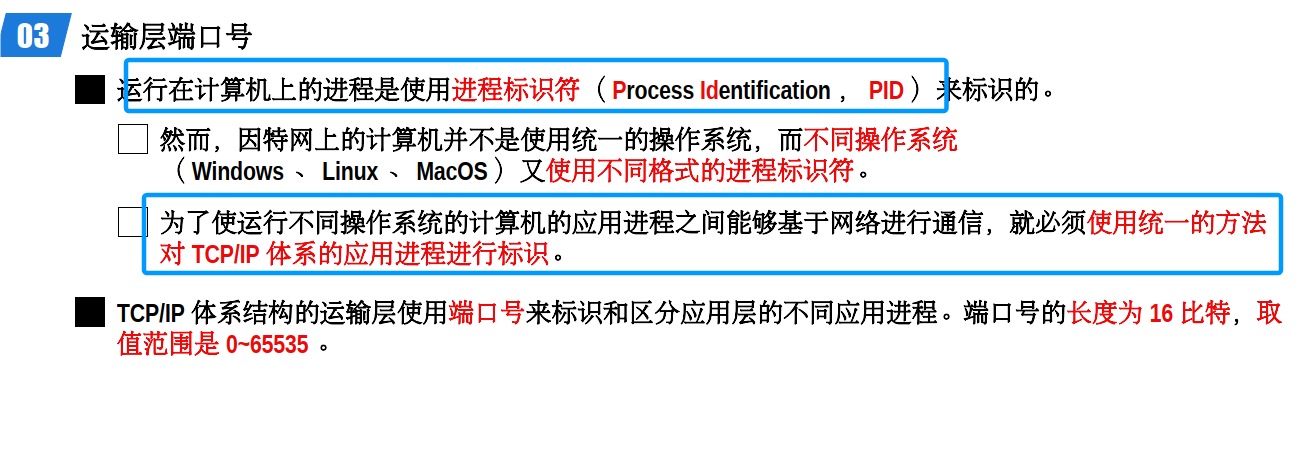 03 运输层端口号
运行在计算机上的进程是使用进程标识符（Process Identification，PID）来标识的。
然而，因特网上的计算机并不是使用统一的操作系统，而不同操作系统
（Windows、Linux、MacOS）又使用不同格式的进程标识符。
为了使运行不同操作系统的计算机的应用进程之间能够基于网络进行通信，就必须使用统一的方法
对 TCP/IP 体系的应用进程进行标识。
TCP/IP 体系结构的运输层使用端口号来标识和区分应用层的不同应用进程。端口号的长度为 16 比特，取
值范围是 0~65535 。